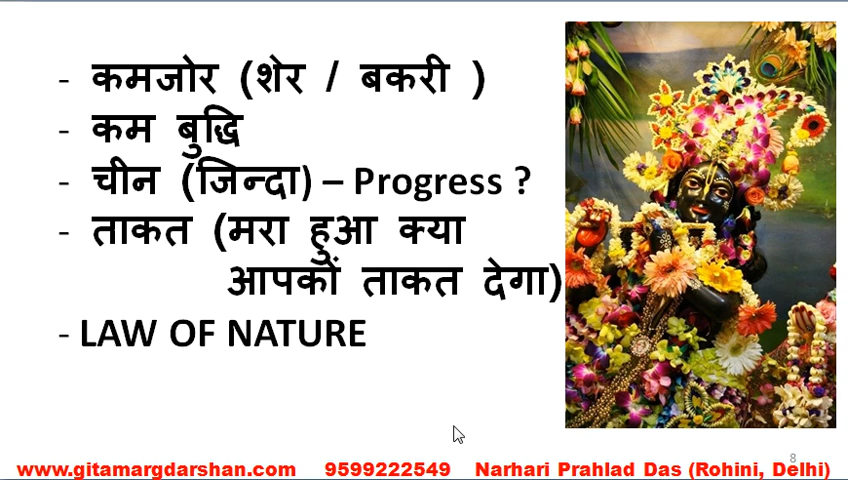 - कमजोर (शेर / बकरी )
- कम बुद्धि
- चीन (जिन्दा) – Progress ?
- ताकत (मरा हुआ क्या
आपकों ताकत देगा)
- LAW OF NATURE
8
www.gitamargdarshan.com 9599222549 Narhari Prahlad Das (Rohini, Delhi)